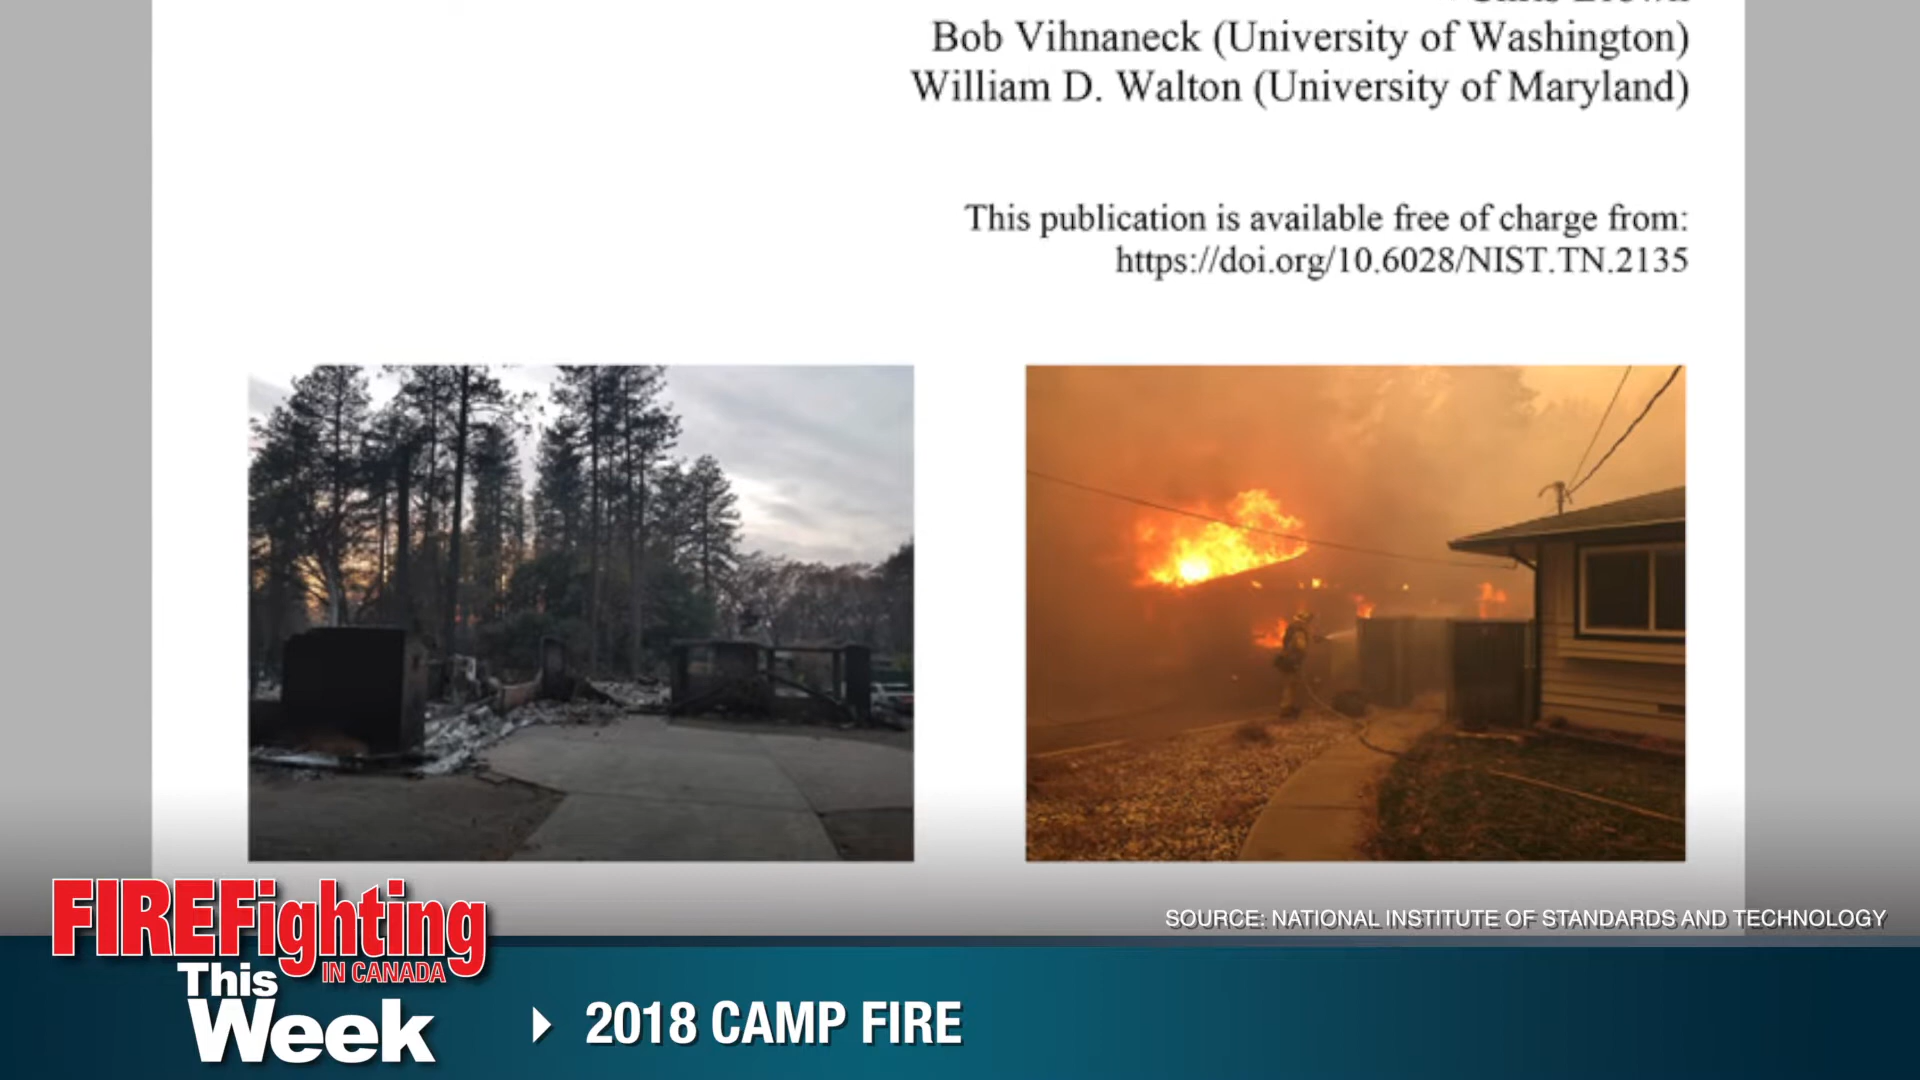 Bob Vihnaneck (University of Washington)
William D. Walton (University of Maryland)
This publication is available free of charge from:
https://doi.org/10.6028/NIST.TN.2135
SOURCE: NATIONAL INSTITUTE OF STANDARDS AND TECHNOLOGY
FIREFighting
IN CANADA
This
Week
2018 CAMP FIRE